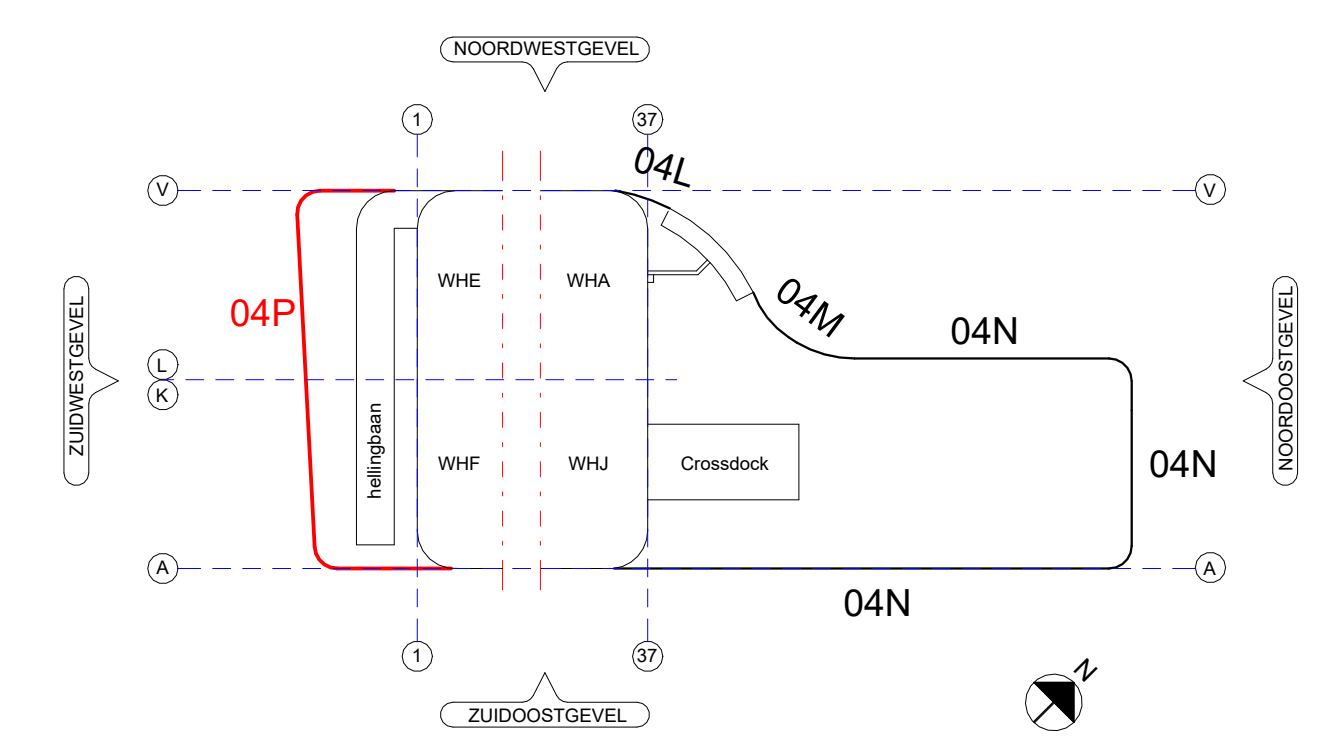 NOORDWESTGEVEL
1
37
04L
V
V
WHE
WHA
04P
04M
04N
ZUIDWESTGEVEL
NOORDOOSTGEVEL
L
K
hellingbaan
WHF
WHJ
Crossdock
04N
A
A
04N
1
37
N
ZUIDOOSTGEVEL